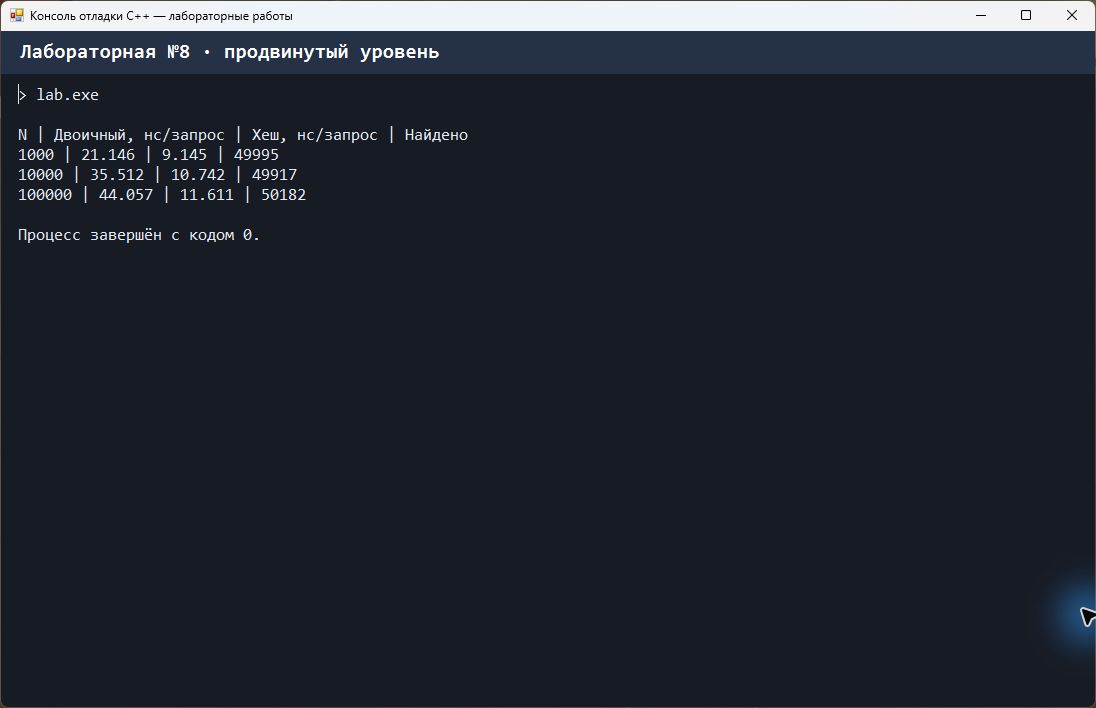 Консоль отладки C++ — лабораторные работы
Лабораторная №8 · продвинутый уровень
> lab.exe
N | Двоичный, нс/запрос | Хеш, нс/запрос | Найдено
1000 | 21.146 | 9.145 | 49995
10000 | 35.512 | 10.742 | 49917
100000 | 44.057 | 11.611 | 50182
Процесс завершён с кодом 0.